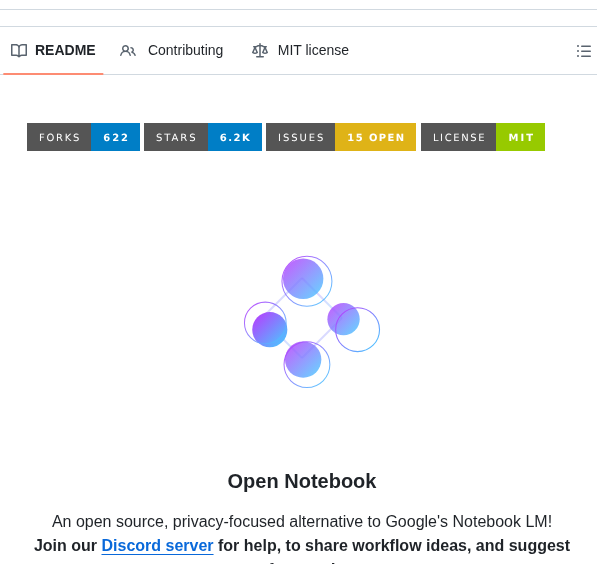 README Contributing MIT license
FORKS 622 STARS 6.2K ISSUES 15 OPEN LICENSE MIT
Open Notebook
An open source, privacy-focused alternative to Google's Notebook LM!
Join our Discord server for help, to share workflow ideas, and suggest